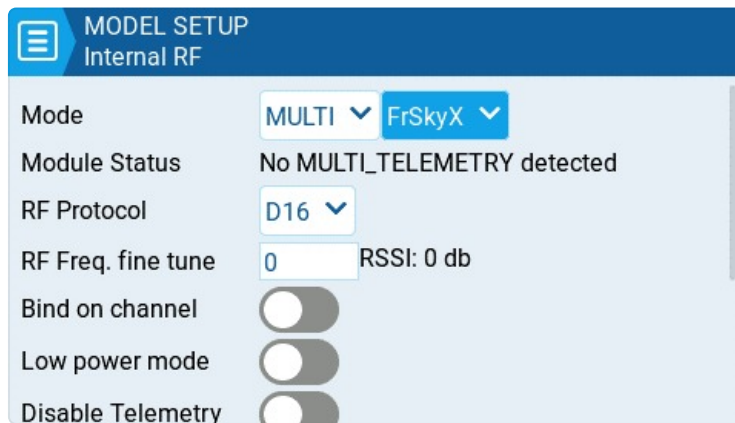 MODEL SETUP
Internal RF
Mode MULTI FrSkyX
Module Status No MULTI_TELEMETRY detected
RF Protocol D16
RF Freq. fine tune 0 RSSI: 0 db
Bind on channel
Low power mode
Disable Telemetry